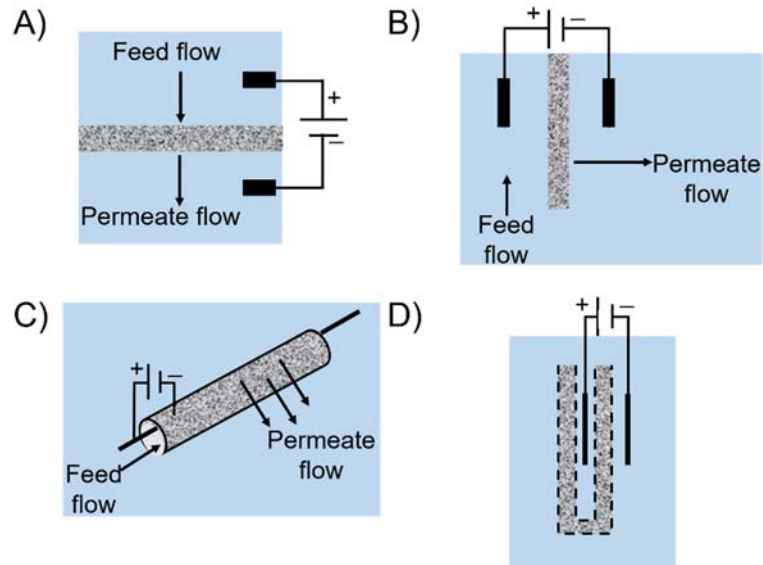 A)
Feed flow
+
−
Permeate flow
B)
+ −
Permeate
flow
Feed
flow
C)
+ −
Permeate
flow
Feed
flow
D)
+ −